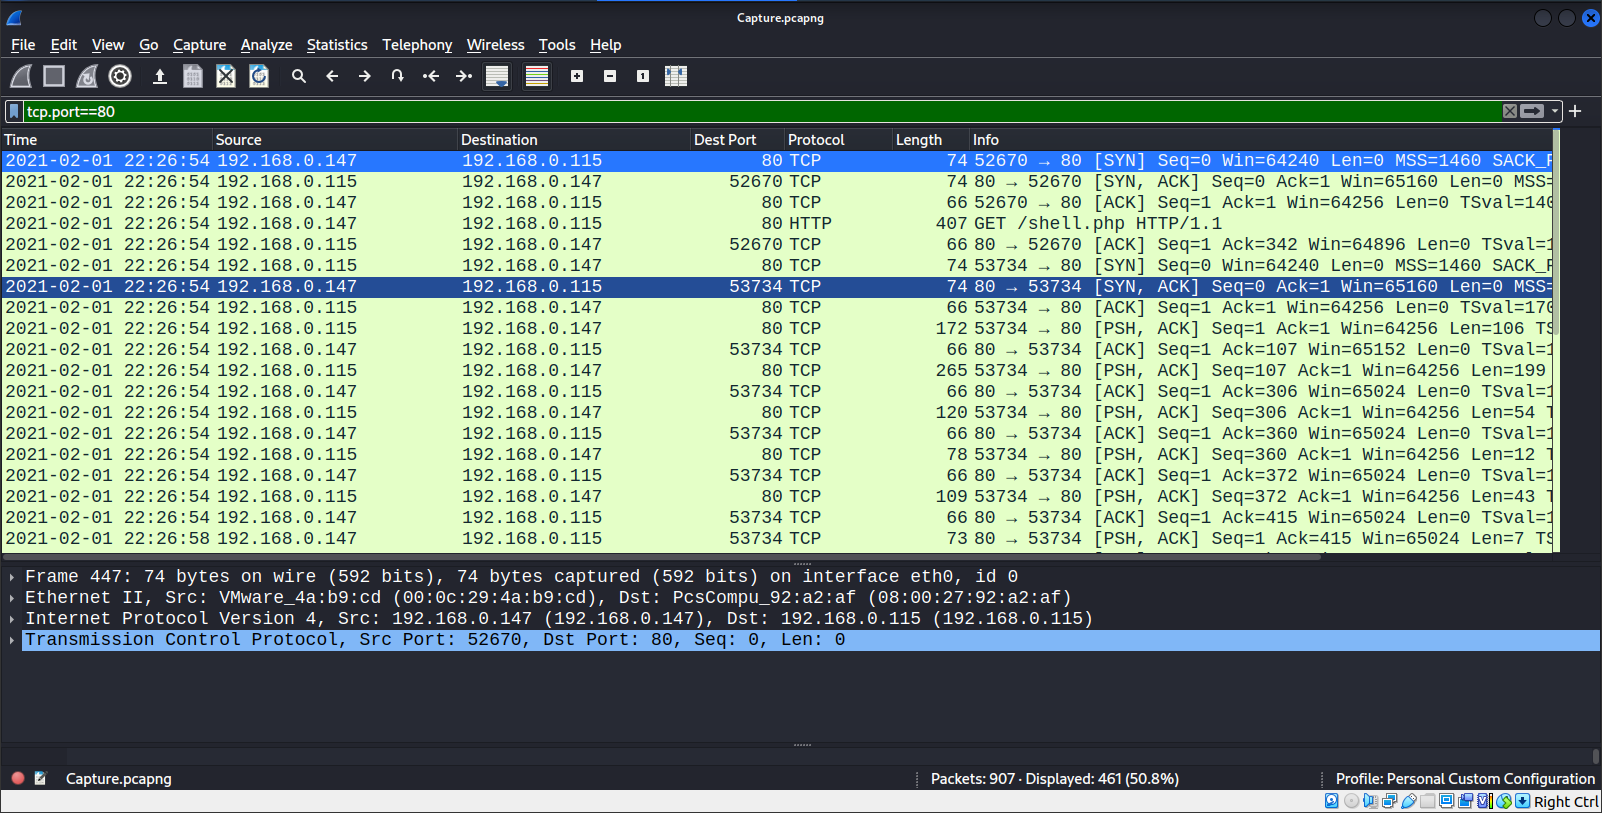 Capture.pcapng
File Edit View Go Capture Analyze Statistics Telephony Wireless Tools Help
tcp.port==80
Time Source Destination Dest Port Protocol Length Info
2021-02-01 22:26:54 192.168.0.147 192.168.0.115 80 TCP 74 52670 → 80 [SYN] Seq=0 Win=64240 Len=0 MSS=1460 SACK_P
2021-02-01 22:26:54 192.168.0.115 192.168.0.147 52670 TCP 74 80 → 52670 [SYN, ACK] Seq=0 Ack=1 Win=65160 Len=0 MSS=
2021-02-01 22:26:54 192.168.0.147 192.168.0.115 80 TCP 66 52670 → 80 [ACK] Seq=1 Ack=1 Win=64256 Len=0 TSval=140
2021-02-01 22:26:54 192.168.0.147 192.168.0.115 80 HTTP 407 GET /shell.php HTTP/1.1
2021-02-01 22:26:54 192.168.0.115 192.168.0.147 52670 TCP 66 80 → 52670 [ACK] Seq=1 Ack=342 Win=64896 Len=0 TSval=1
2021-02-01 22:26:54 192.168.0.115 192.168.0.147 80 TCP 74 53734 → 80 [SYN] Seq=0 Win=64240 Len=0 MSS=1460 SACK_P
2021-02-01 22:26:54 192.168.0.147 192.168.0.115 53734 TCP 74 80 → 53734 [SYN, ACK] Seq=0 Ack=1 Win=65160 Len=0 MSS=
2021-02-01 22:26:54 192.168.0.115 192.168.0.147 80 TCP 66 53734 → 80 [ACK] Seq=1 Ack=1 Win=64256 Len=0 TSval=170
2021-02-01 22:26:54 192.168.0.115 192.168.0.147 80 TCP 172 53734 → 80 [PSH, ACK] Seq=1 Ack=1 Win=64256 Len=106 TS
2021-02-01 22:26:54 192.168.0.147 192.168.0.115 53734 TCP 66 80 → 53734 [ACK] Seq=1 Ack=107 Win=65152 Len=0 TSval=1
2021-02-01 22:26:54 192.168.0.115 192.168.0.147 80 TCP 265 53734 → 80 [PSH, ACK] Seq=107 Ack=1 Win=64256 Len=199
2021-02-01 22:26:54 192.168.0.147 192.168.0.115 53734 TCP 66 80 → 53734 [ACK] Seq=1 Ack=306 Win=65024 Len=0 TSval=1
2021-02-01 22:26:54 192.168.0.115 192.168.0.147 80 TCP 120 53734 → 80 [PSH, ACK] Seq=306 Ack=1 Win=64256 Len=54 T
2021-02-01 22:26:54 192.168.0.147 192.168.0.115 53734 TCP 66 80 → 53734 [ACK] Seq=1 Ack=360 Win=65024 Len=0 TSval=1
2021-02-01 22:26:54 192.168.0.115 192.168.0.147 80 TCP 78 53734 → 80 [PSH, ACK] Seq=360 Ack=1 Win=64256 Len=12 T
2021-02-01 22:26:54 192.168.0.147 192.168.0.115 53734 TCP 66 80 → 53734 [ACK] Seq=1 Ack=372 Win=65024 Len=0 TSval=1
2021-02-01 22:26:54 192.168.0.115 192.168.0.147 80 TCP 109 53734 → 80 [PSH, ACK] Seq=372 Ack=1 Win=64256 Len=43 T
2021-02-01 22:26:54 192.168.0.147 192.168.0.115 53734 TCP 66 80 → 53734 [ACK] Seq=1 Ack=415 Win=65024 Len=0 TSval=1
2021-02-01 22:26:58 192.168.0.147 192.168.0.115 53734 TCP 73 80 → 53734 [PSH, ACK] Seq=1 Ack=415 Win=65024 Len=7 TS
Frame 447: 74 bytes on wire (592 bits), 74 bytes captured (592 bits) on interface eth0, id 0
Ethernet II, Src: VMware_4a:b9:cd (00:0c:29:4a:b9:cd), Dst: PcsCompu_92:a2:af (08:00:27:92:a2:af)
Internet Protocol Version 4, Src: 192.168.0.147 (192.168.0.147), Dst: 192.168.0.115 (192.168.0.115)
Transmission Control Protocol, Src Port: 52670, Dst Port: 80, Seq: 0, Len: 0
Capture.pcapng Packets: 907 · Displayed: 461 (50.8%) Profile: Personal Custom Configuration
Right Ctrl